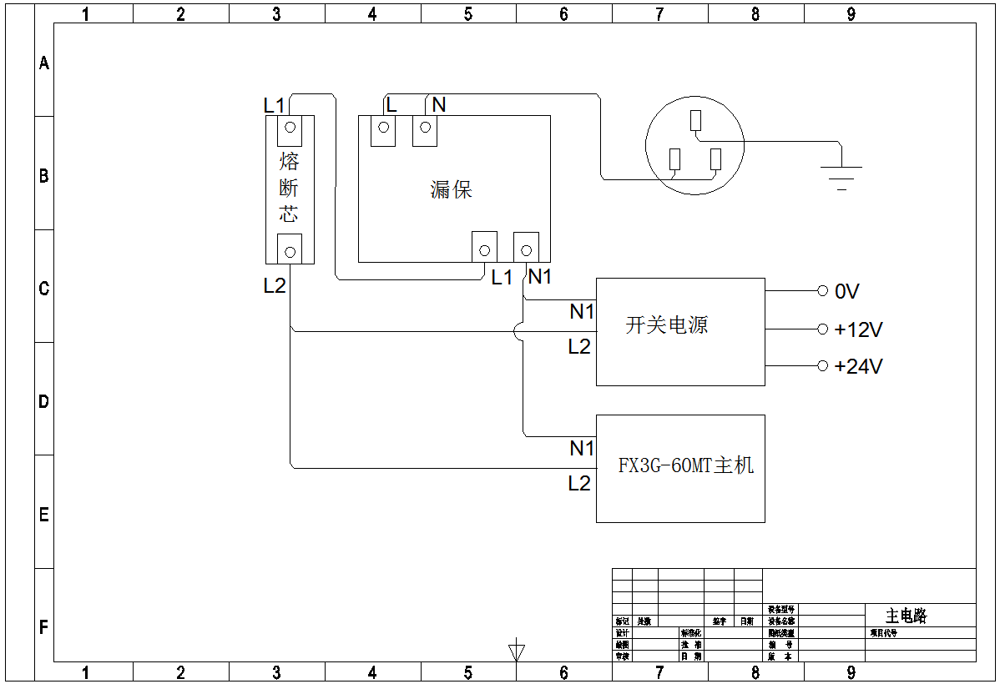 1 2 3 4 5 6 7 8 9
A
B
C
D
E
F
L1
L N
熔
断
芯
漏保
L2
L1 N1
N1
L2
开关电源
0V
+12V
+24V
N1
L2
FX3G-60MT主机
设备型号
标记 处数 签字 日期 设备名称
主电路
设计 标准化 图纸类型 项目代号
绘图 批 准 编 号
审核 日 期 版 本
1 2 3 4 5 6 7 8 9